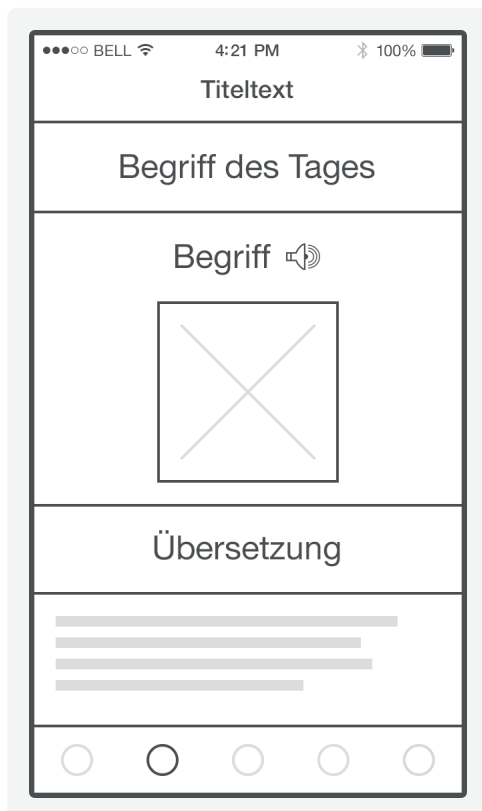 BELL 4:21 PM 100%
Titeltext
Begriff des Tages
Begriff
Übersetzung